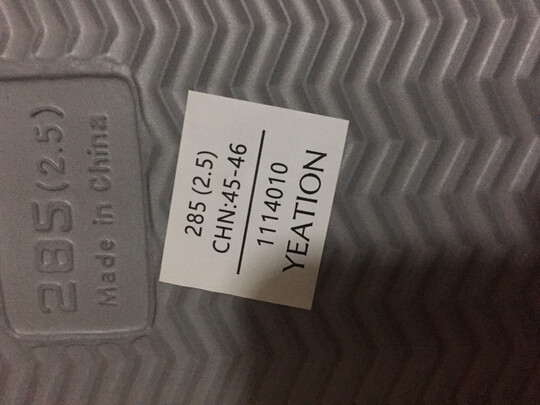 285 (2.5)
Made in China
285 (2.5)
CHN:45-46
1114010
YEATION